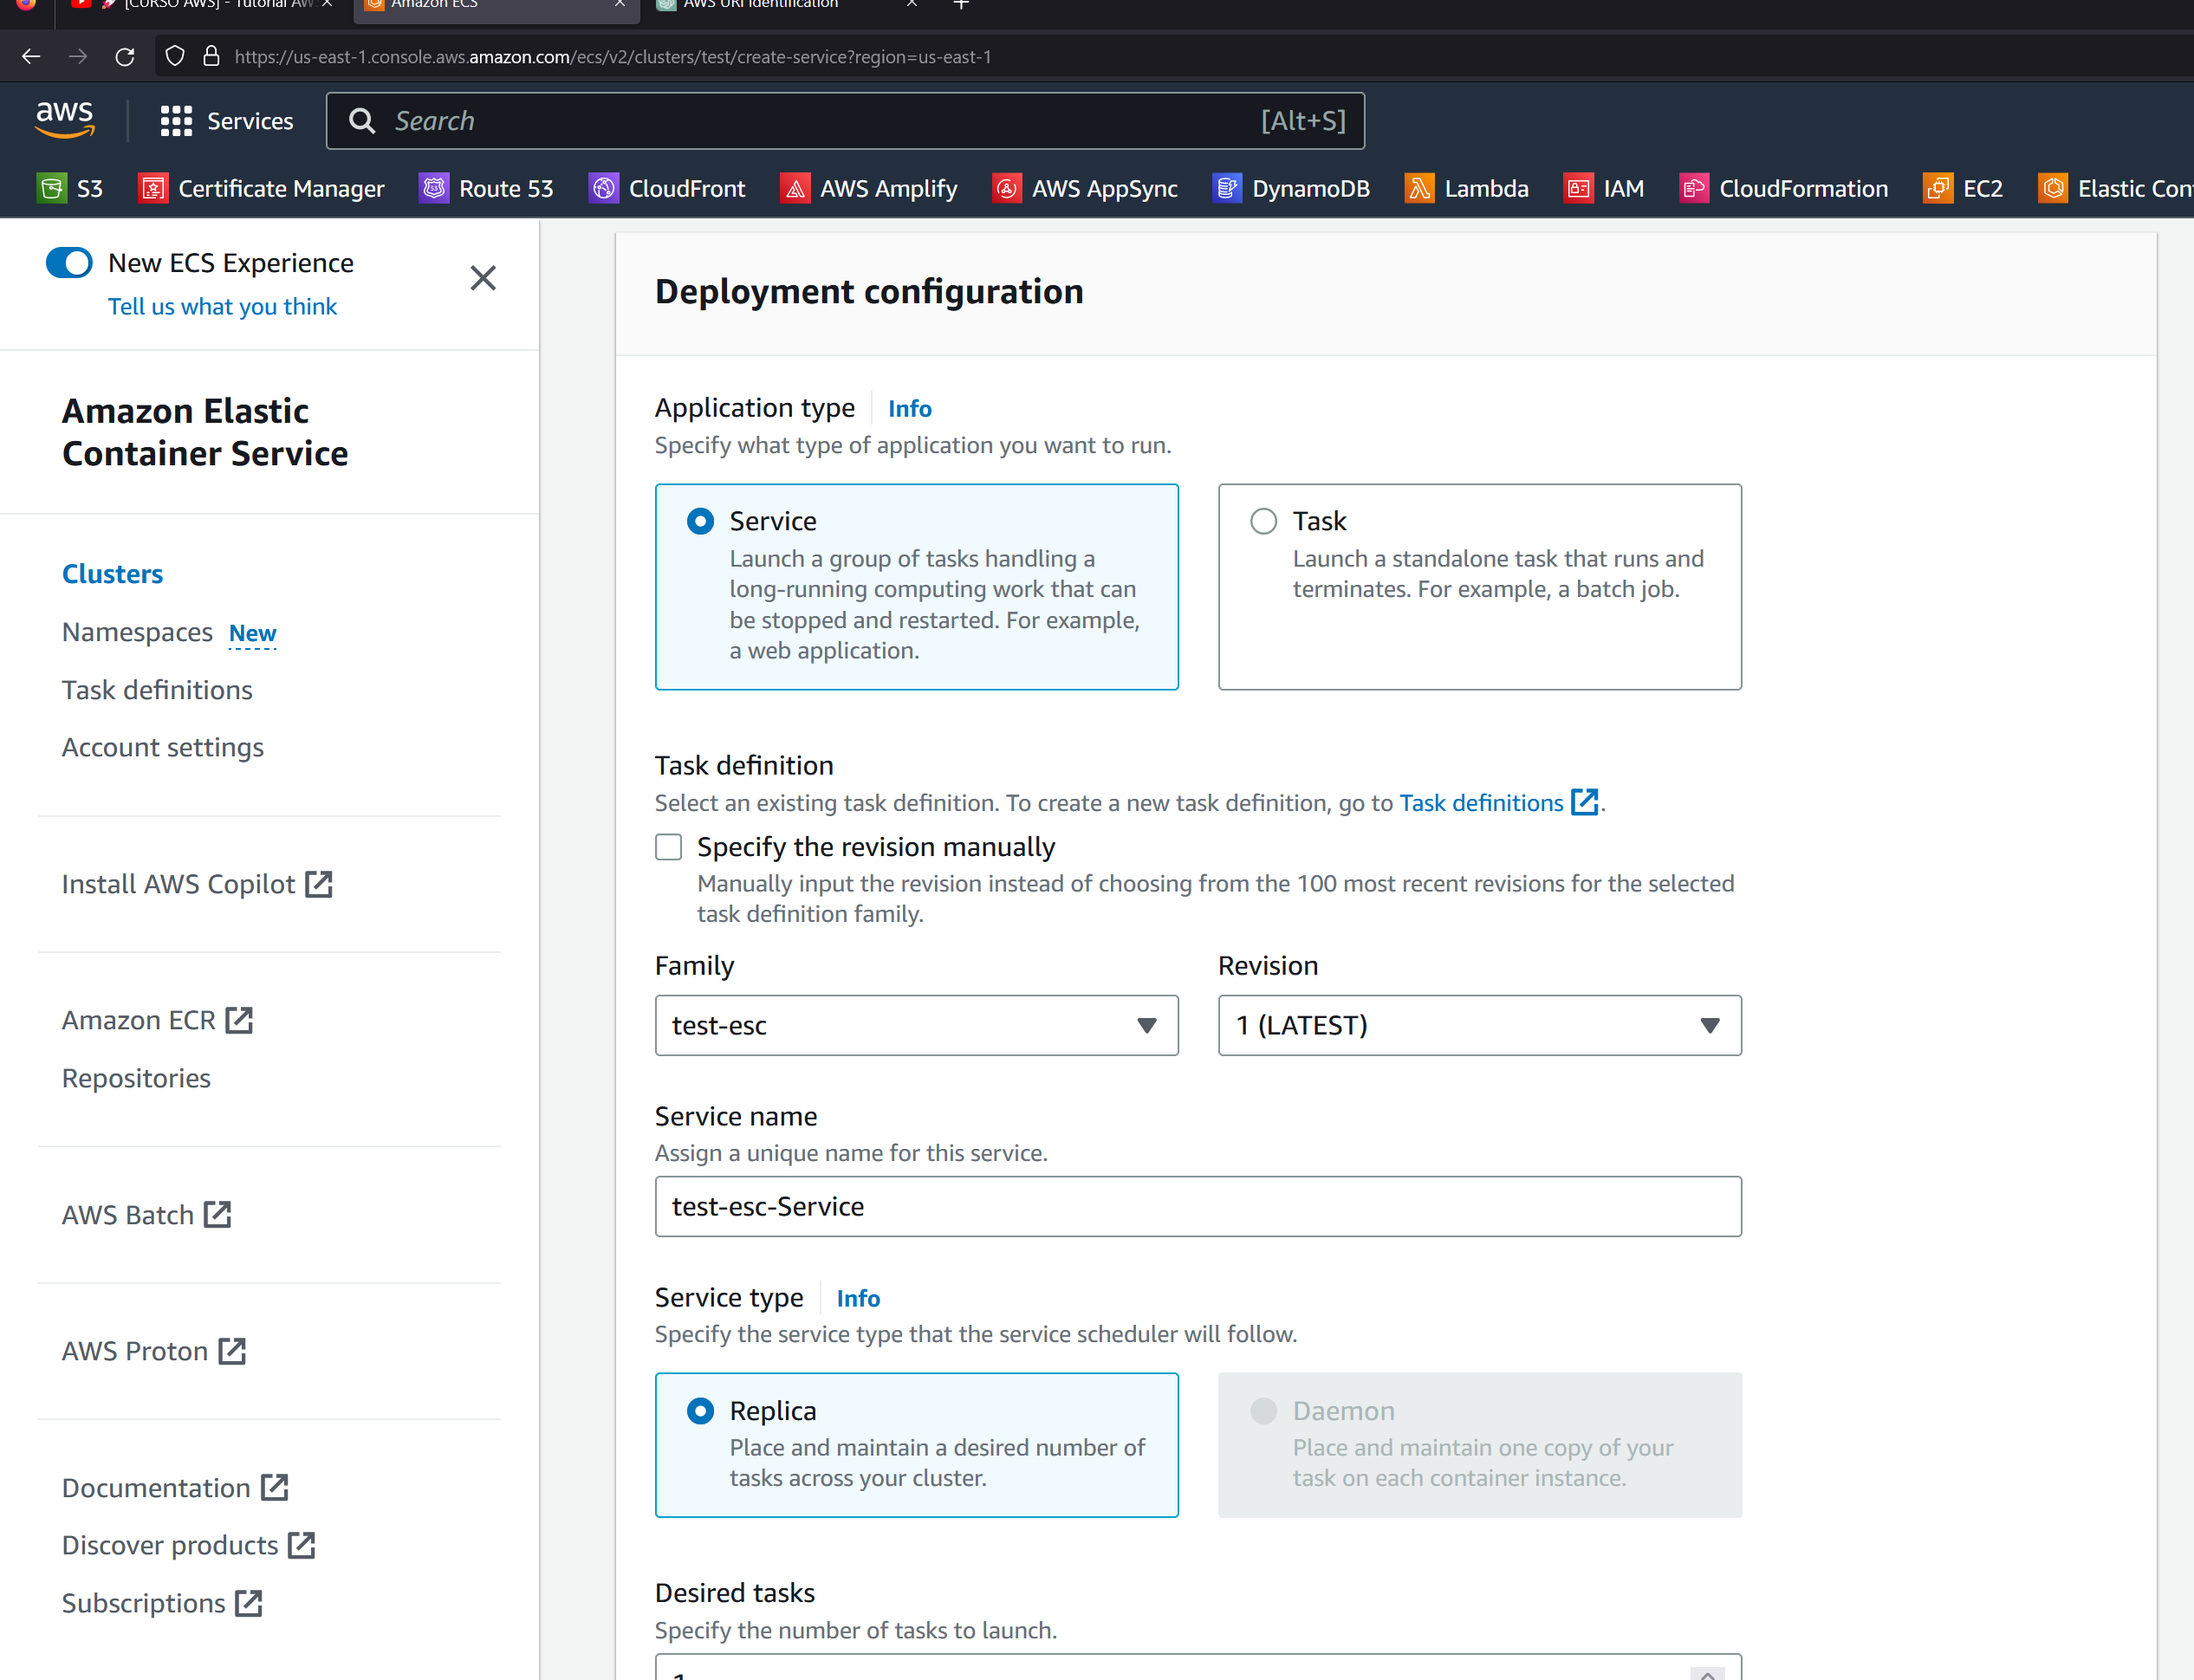 [CURSO AWS] - Tutorial AW
Amazon ECS
AWS URI Identification
https://us-east-1.console.aws.amazon.com/ecs/v2/clusters/test/create-service?region=us-east-1
aws
Services
Search
[Alt+S]
S3
Certificate Manager
Route 53
CloudFront
AWS Amplify
AWS AppSync
DynamoDB
Lambda
IAM
CloudFormation
EC2
Elastic Con
New ECS Experience
Tell us what you think
Amazon Elastic
Container Service
Clusters
Namespaces New
Task definitions
Account settings
Install AWS Copilot
Amazon ECR
Repositories
AWS Batch
AWS Proton
Documentation
Discover products
Subscriptions
Deployment configuration
Application type Info
Specify what type of application you want to run.
Service
Launch a group of tasks handling a
long-running computing work that can
be stopped and restarted. For example,
a web application.
Task
Launch a standalone task that runs and
terminates. For example, a batch job.
Task definition
Select an existing task definition. To create a new task definition, go to Task definitions.
Specify the revision manually
Manually input the revision instead of choosing from the 100 most recent revisions for the selected
task definition family.
Family
test-esc
Revision
1 (LATEST)
Service name
Assign a unique name for this service.
test-esc-Service
Service type Info
Specify the service type that the service scheduler will follow.
Replica
Place and maintain a desired number of
tasks across your cluster.
Daemon
Place and maintain one copy of your
task on each container instance.
Desired tasks
Specify the number of tasks to launch.